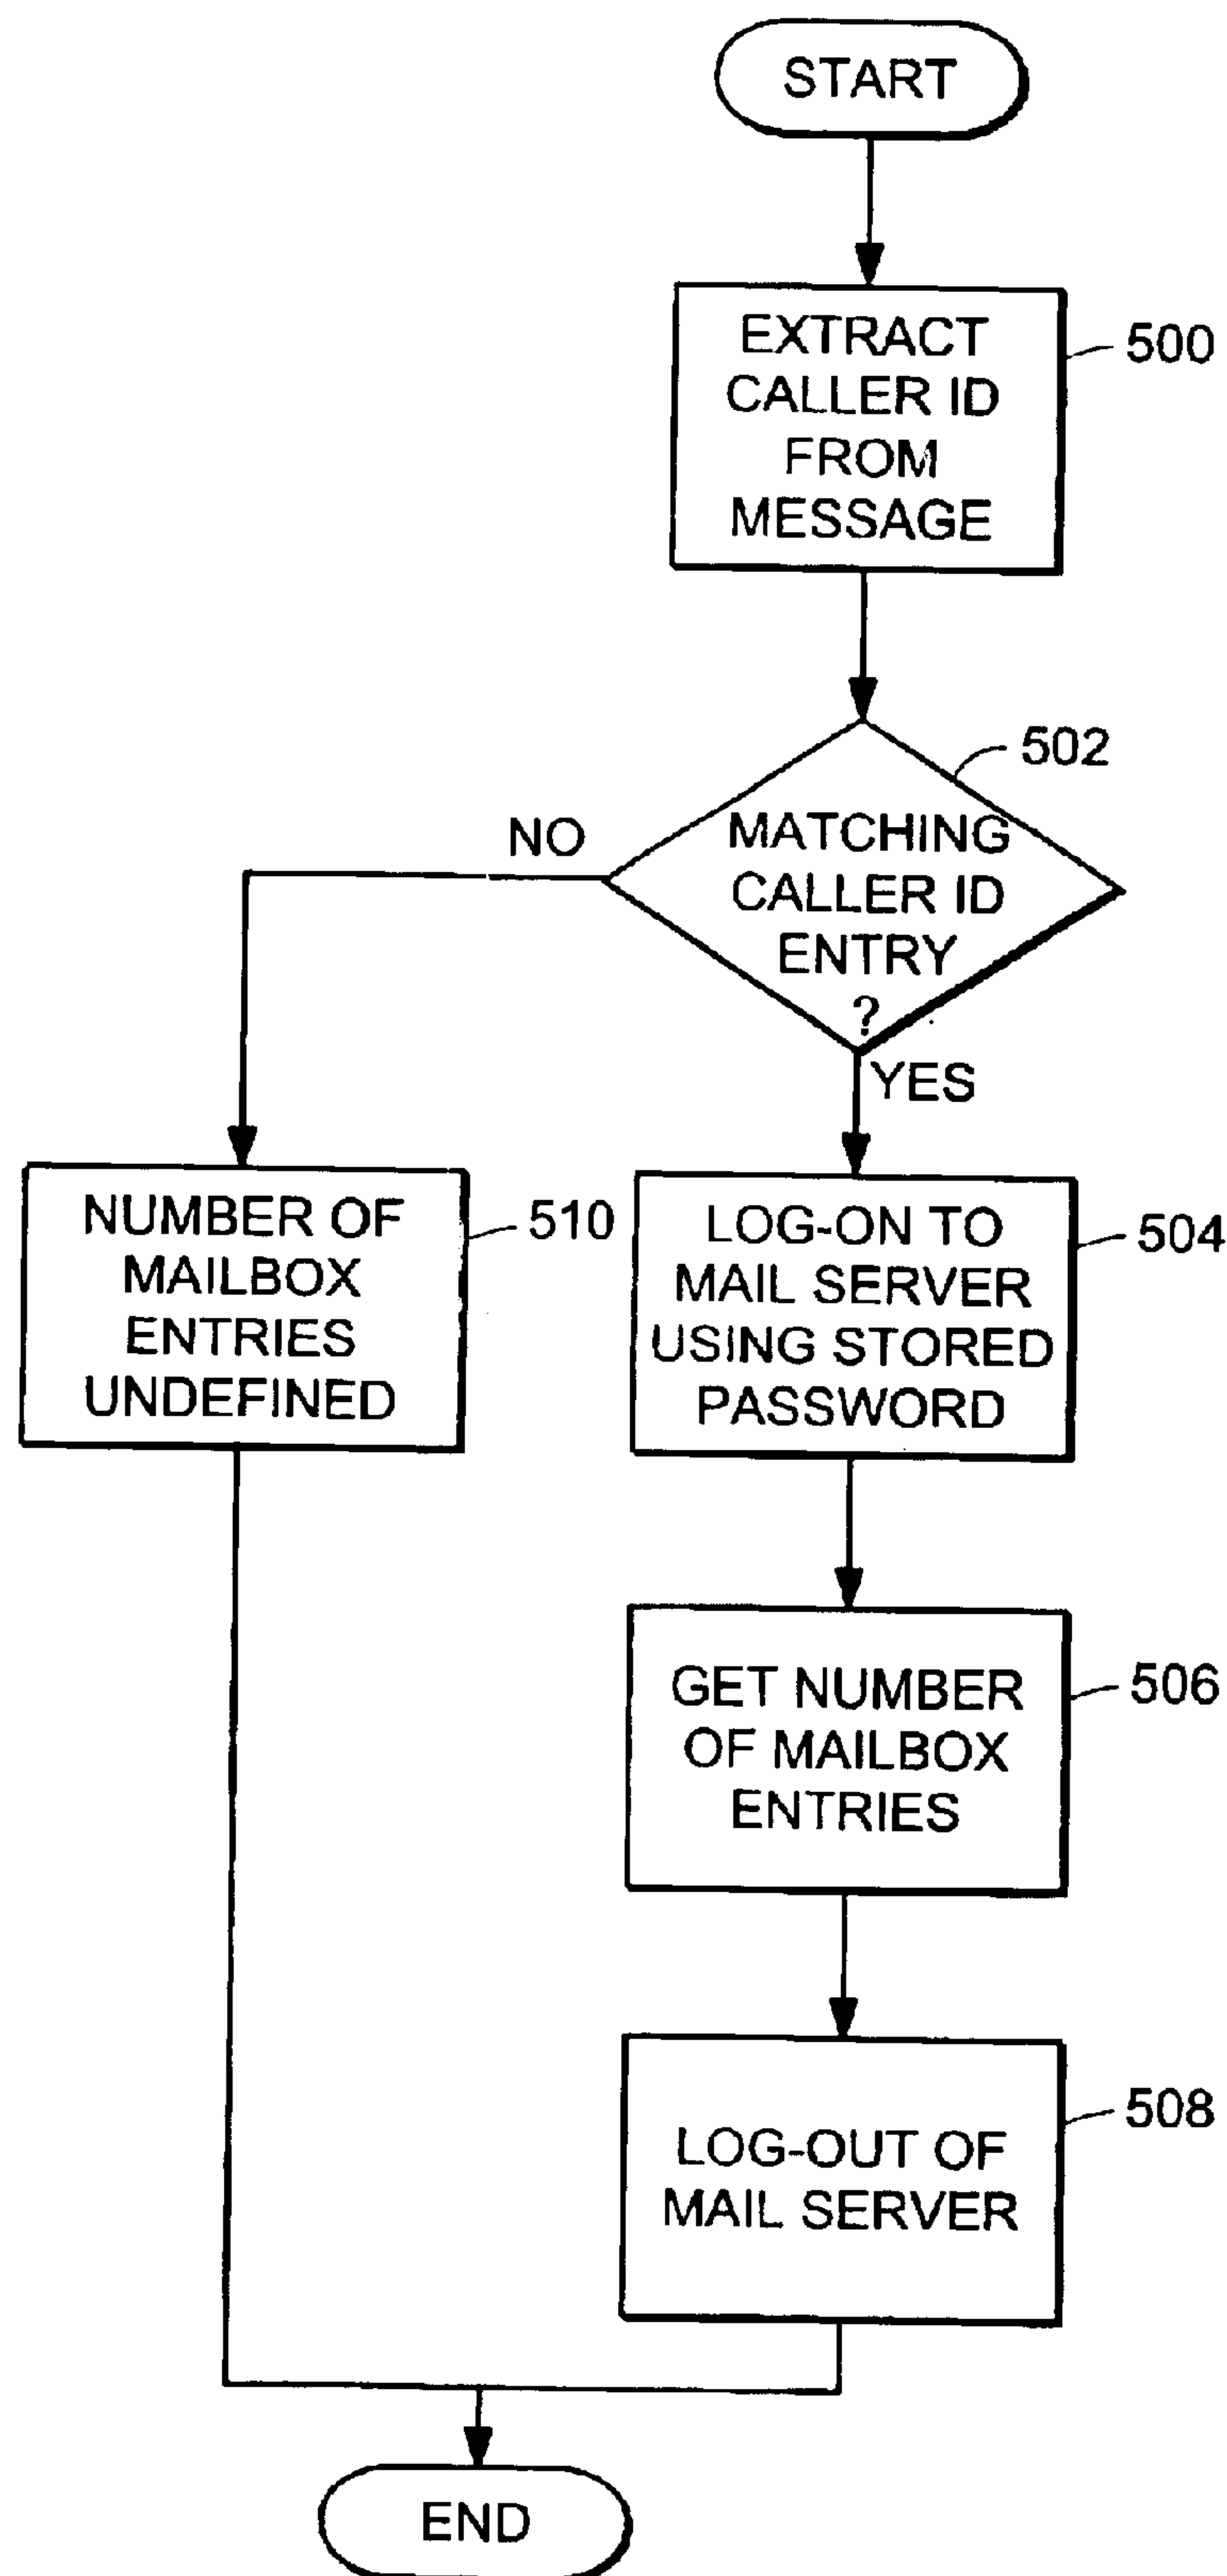 START
EXTRACT
CALLER ID
FROM
MESSAGE
500
502
MATCHING
CALLER ID
ENTRY
?
NO
YES
NUMBER OF
MAILBOX
ENTRIES
UNDEFINED
510
LOG-ON TO
MAIL SERVER
USING STORED
PASSWORD
504
GET NUMBER
OF MAILBOX
ENTRIES
506
LOG-OUT OF
MAIL SERVER
508
END